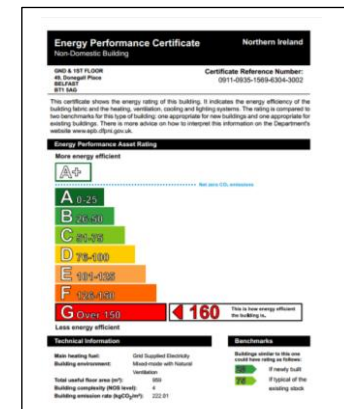 Energy Performance Certificate
Northern Ireland
Non-Domestic Building
GND & 1ST FLOOR
49, Donegall Place
BELFAST
BT1 5AG
Certificate Reference Number:
0911-0935-1569-6304-3002
This certificate shows the energy rating of this building. It indicates the energy efficiency of the
building fabric and the heating, ventilation, cooling and lighting systems. The rating is compared to
two benchmarks for this type of building: one appropriate for new buildings and one appropriate for
existing buildings. There is more advice on how to interpret this information on the Department's
website www.epb.dfpni.gov.uk.
Energy Performance Asset Rating
More energy efficient
A+
Net zero CO₂ emissions
A 0-25
B 26-50
C 51-75
D 76-100
E 101-125
F 126-150
G Over 150
160
This is how energy efficient
the building is.
Less energy efficient
Technical Information
Main heating fuel: Grid Supplied Electricity
Building environment: Mixed-mode with Natural
Ventilation
Total useful floor area (m²):
Building complexity (NOS level): 4
Building emission rate (kgCO₂/m²): 222.01
Benchmarks
Buildings similar to this one
could have rating as follows:
If newly built
If typical of the
existing stock